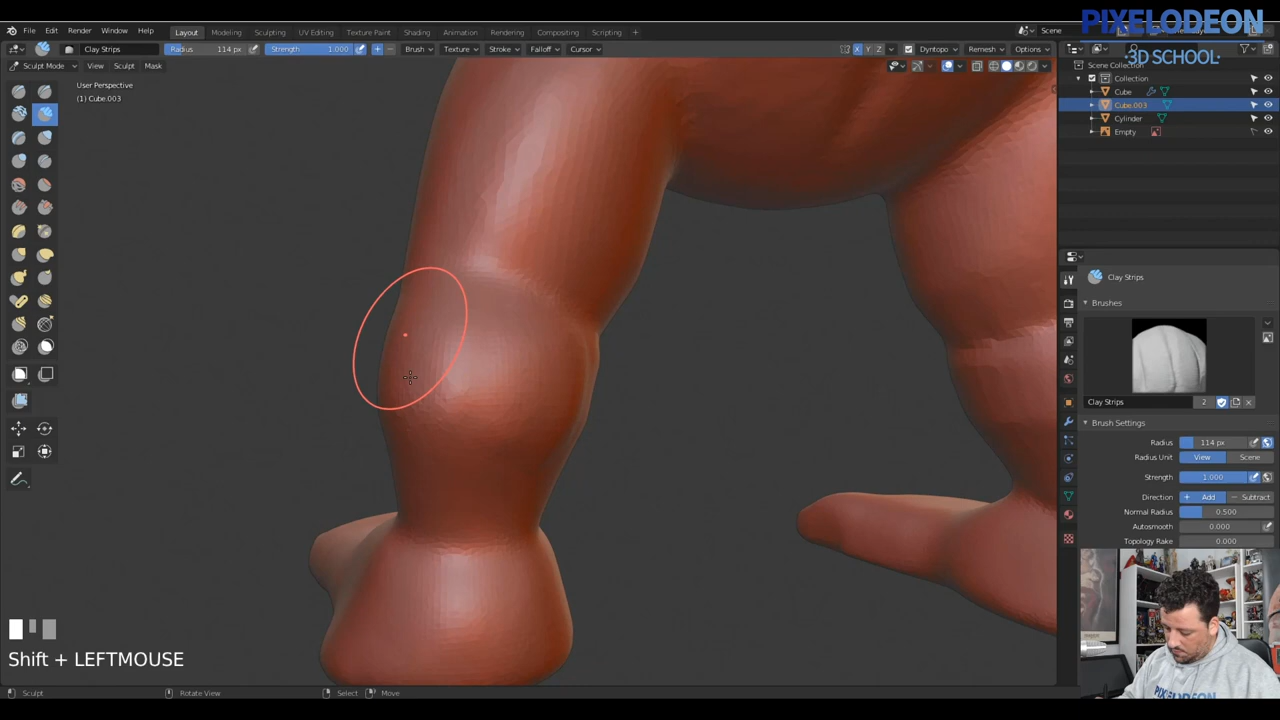 PIXELODEON
·3D SCHOOL·
File Edit Render Window Help
Layout Modeling Sculpting UV Editing Texture Paint Shading Animation Rendering Compositing Scripting +
Scene
Clay Strips Radius 114 px Strength 1.000 + − Brush Texture Stroke Falloff Cursor X Y Z Dyntopo Remesh Options
Sculpt Mode View Sculpt Mask
Scene Collection
Collection
Cube
Cube.003
Cylinder
Empty
User Perspective
(1) Cube.003
Clay Strips
Brushes
Clay Strips 2
Brush Settings
Radius 114 px
Radius Unit View Scene
Strength 1.000
Direction + Add − Subtract
Normal Radius 0.500
Autosmooth 0.000
Topology Rake 0.000
Shift + LEFTMOUSE
Sculpt Rotate View Select Move